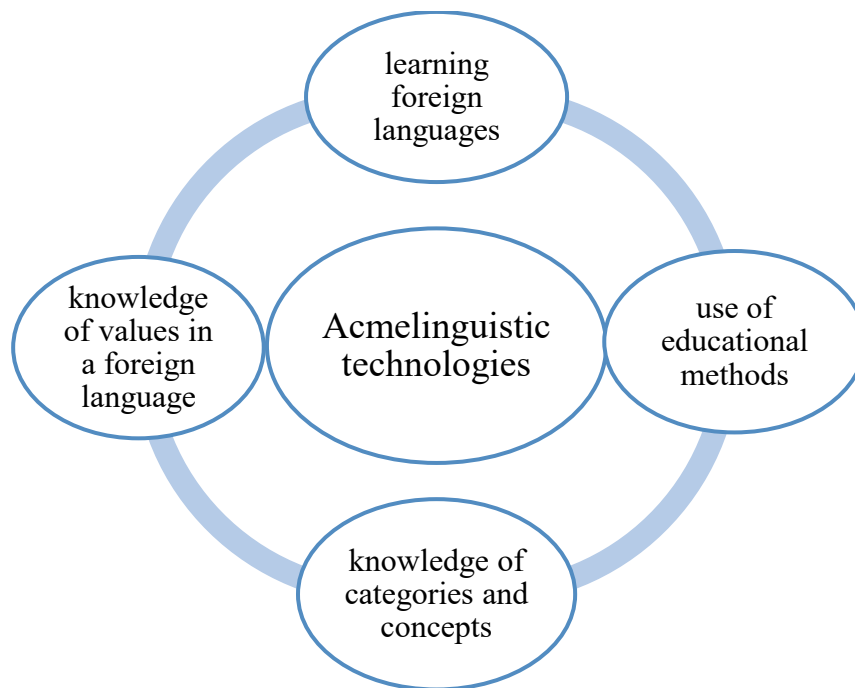 learning
foreign
languages
knowledge
of values in
a foreign
language
Acmelinguistic
technologies
use of
educational
methods
knowledge of
categories and
concepts